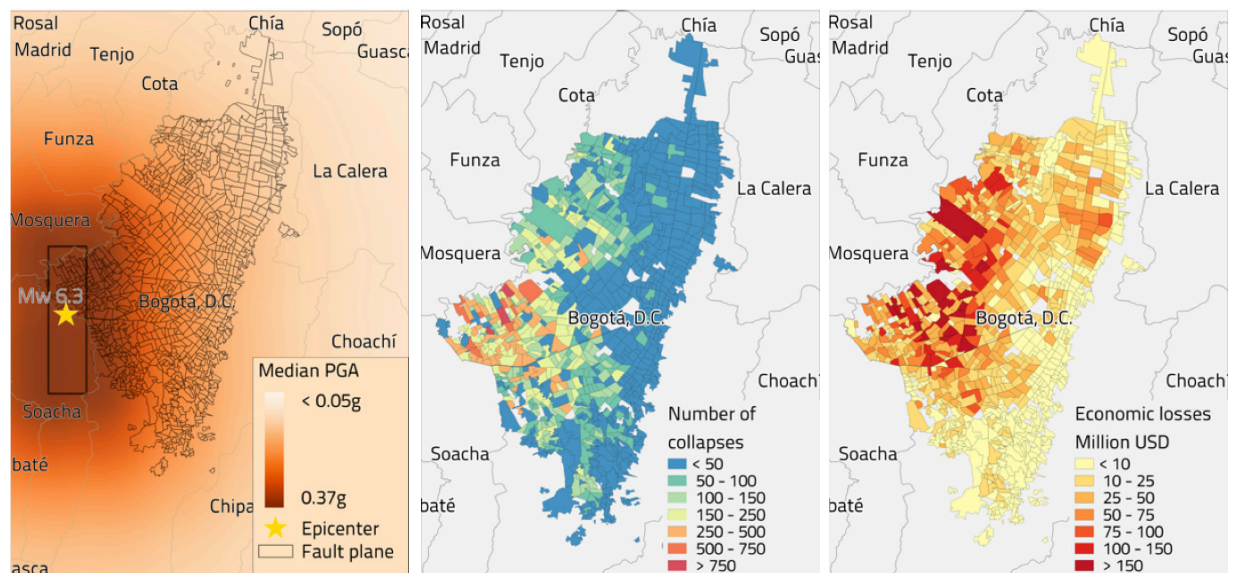 Rosal
Chía
Sopó
Madrid
Tenjo
Guasca
Cota
Funza
La Calera
Mosquera
Mw 6.3
Bogotá, D.C.
Choachí
Median PGA
< 0.05g
Soacha
baté
0.37g
Chipa
Epicenter
Fault plane
asca
Rosal
Chía
Sopó
Madrid
Guas
Tenjo
Cota
Funza
La Calera
Mosquera
Bogotá, D.C.
Choachí
Number of
collapses
Soacha
< 50
50 - 100
baté
100 - 150
150 - 250
250 - 500
500 - 750
> 750
Rosal
Chía
Sopó
Madrid
Guas
Tenjo
Cota
Funza
La Calera
Mosquera
Bogotá, D.C.
Choachí
Economic losses
Million USD
Soacha
< 10
10 - 25
baté
25 - 50
50 - 75
75 - 100
100 - 150
> 150